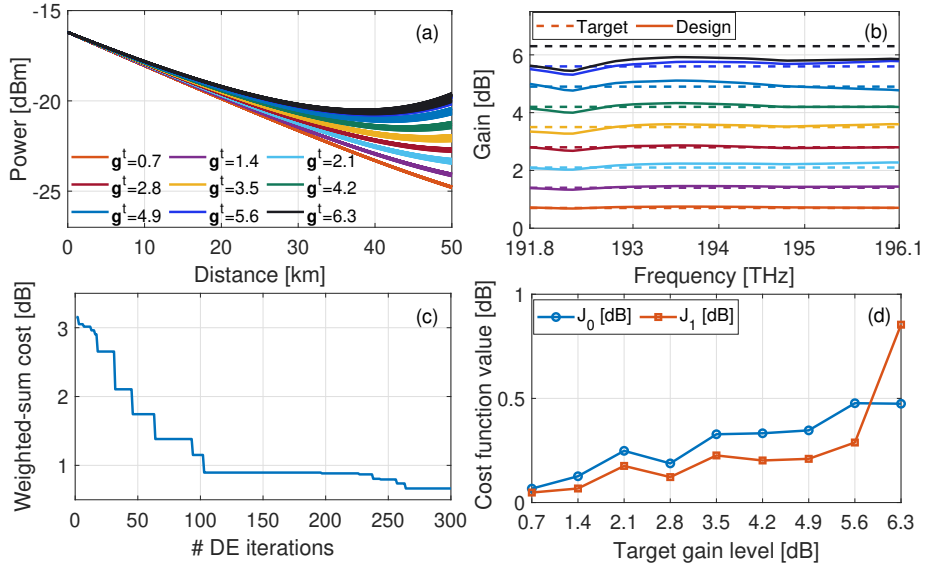 -15
-20
-25
Power [dBm]
(a)
g^t=0.7 g^t=1.4 g^t=2.1
g^t=2.8 g^t=3.5 g^t=4.2
g^t=4.9 g^t=5.6 g^t=6.3
0 10 20 30 40 50
Distance [km]
Target Design
(b)
6
4
2
0
Gain [dB]
191.8 193 194 195 196.1
Frequency [THz]
(c)
3
2
1
Weighted-sum cost [dB]
0 50 100 150 200 250 300
# DE iterations
J_0 [dB] J_1 [dB]
(d)
1
0.5
0
Cost function value [dB]
0.7 1.4 2.1 2.8 3.5 4.2 4.9 5.6 6.3
Target gain level [dB]